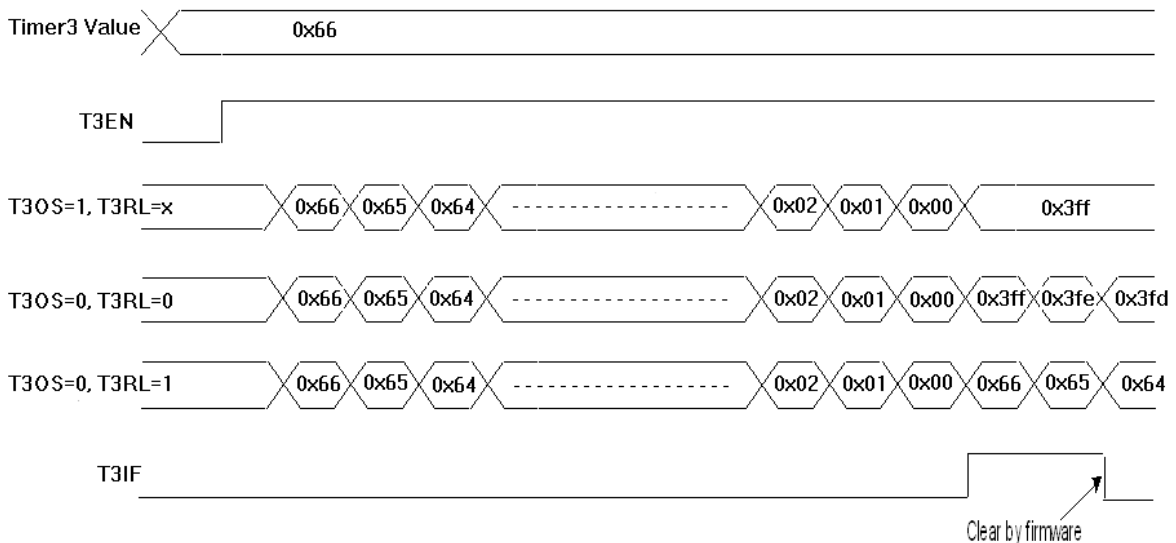 Timer3 Value 0x66
T3EN
T3OS=1, T3RL=x 0x66 0x65 0x64 0x02 0x01 0x00 0x3ff
T3OS=0, T3RL=0 0x66 0x65 0x64 0x02 0x01 0x00 0x3ff 0x3fe 0x3fd
T3OS=0, T3RL=1 0x66 0x65 0x64 0x02 0x01 0x00 0x66 0x65 0x64
T3IF
Clear by firmware